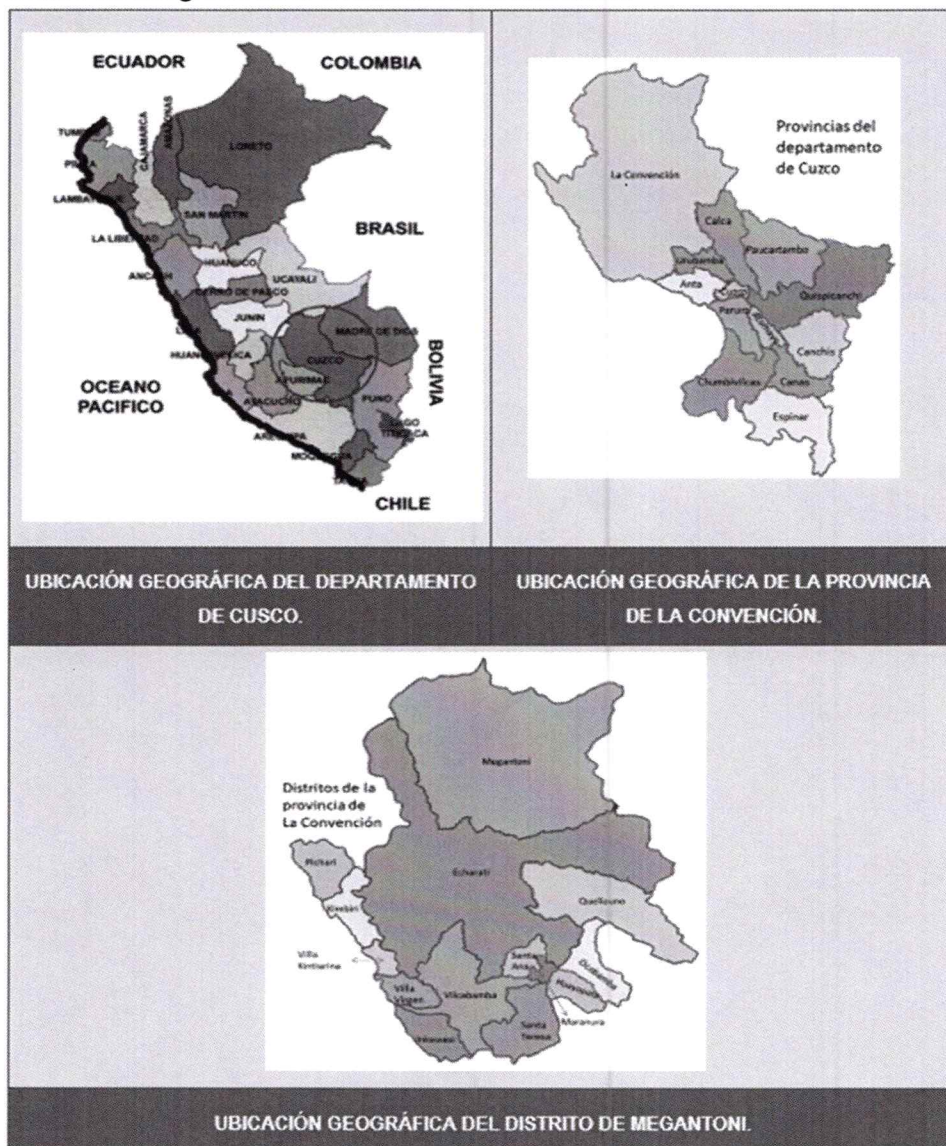 ECUADOR
COLOMBIA
TUMBES
PIURA
CAJAMARCA
AMAZONAS
LORETO
LAMBAYEQUE
SAN MARTIN
LA LIBERTAD
BRASIL
HUANUCO
ANCASH
UCAYALI
CERRO DE PASCO
JUNIN
LIMA
MADRE DE DIOS
HUANCAVELICA
CUZCO
BOLIVIA
OCEANO
PACIFICO
APURIMAC
AYACUCHO
PUNO
LAGO
TITICACA
AREQUIPA
MOQUEGUA
TACNA
CHILE
Provincias del
departamento
de Cuzco
La Convención
Calca
Paucartambo
Urubamba
Anta
Cuzco
Quispicanchi
Paruro
Acomayo
Canchis
Chumbivilcas
Canas
Espinar
UBICACIÓN GEOGRÁFICA DEL DEPARTAMENTO
DE CUSCO.
UBICACIÓN GEOGRÁFICA DE LA PROVINCIA
DE LA CONVENCIÓN.
Distritos de la
provincia de
La Convención
Megantoni
Pichari
Echarati
Kimbiri
Quellouno
Villa
Kintiarina
Santa
Ana
Ocobamba
Villa
Virgen
Vilcabamba
Huayopata
Maranura
Inkawasi
Santa
Teresa
UBICACIÓN GEOGRÁFICA DEL DISTRITO DE MEGANTONI.